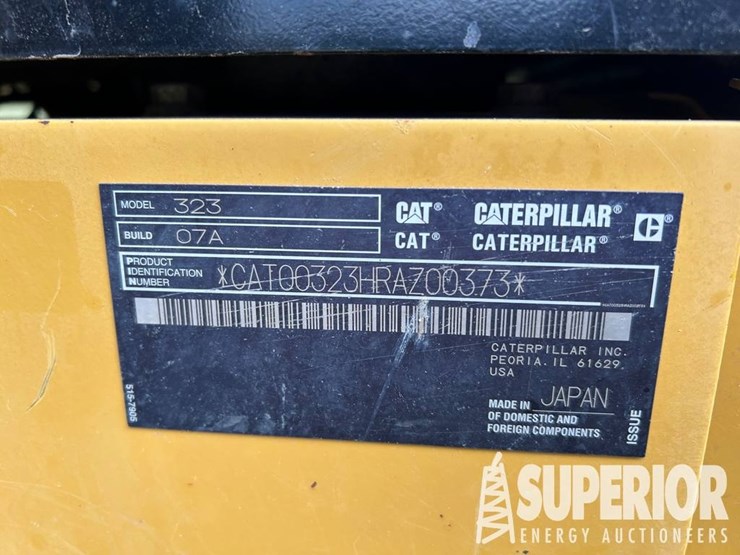 MODEL 323
BUILD 07A
CAT® CATERPILLAR®
CAT® CATERPILLAR®
PRODUCT
IDENTIFICATION
NUMBER
*CAT00323HRAZ00373*
CATERPILLAR INC.
PEORIA. IL 61629.
USA
MADE IN JAPAN
OF DOMESTIC AND
FOREIGN COMPONENTS
515-7905
ISSUE
SUPERIOR
ENERGY AUCTIONEERS